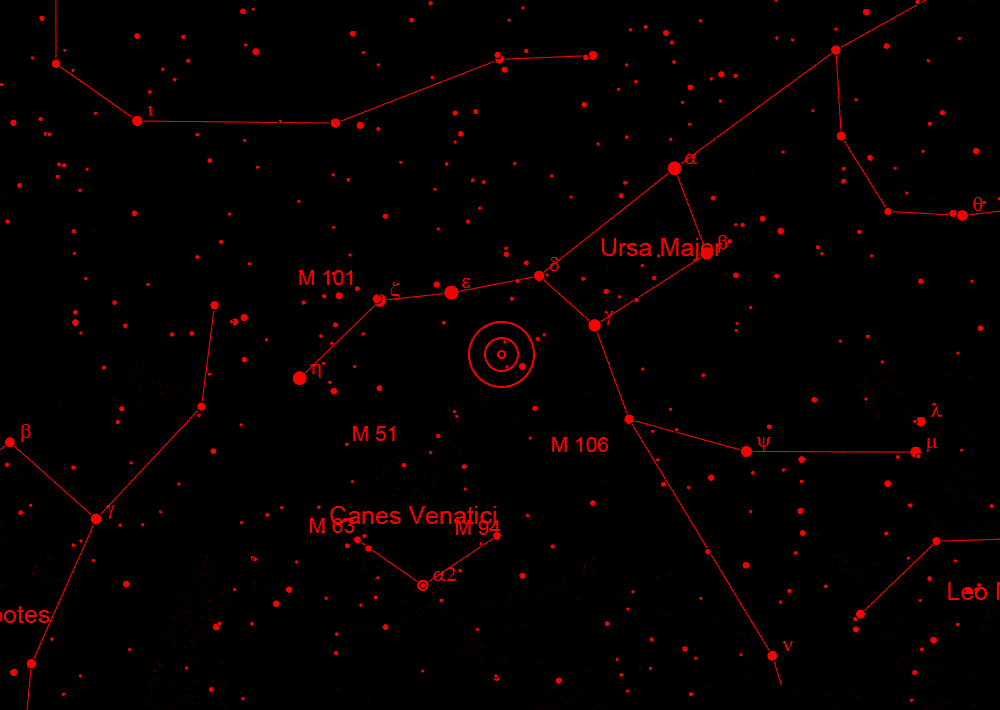 ι
α
θ
Ursa Major
β
δ
M 101
ε
ζ
γ
η
λ
β
M 51
M 106
ψ
μ
γ
Canes Venatici
M 63
M 94
α2
Leo M
ootes
ν